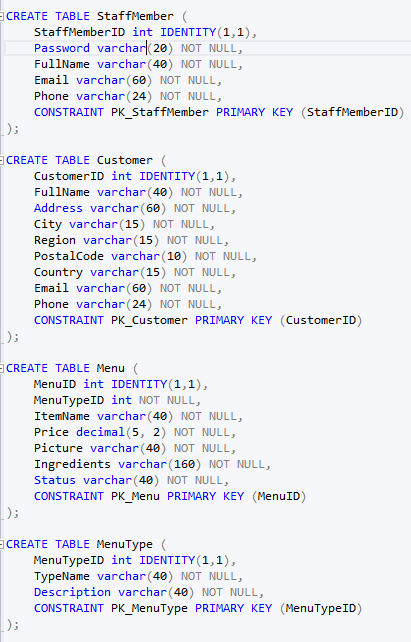 CREATE TABLE StaffMember (
StaffMemberID int IDENTITY(1,1),
Password varchar(20) NOT NULL,
FullName varchar(40) NOT NULL,
Email varchar(60) NOT NULL,
Phone varchar(24) NOT NULL,
CONSTRAINT PK_StaffMember PRIMARY KEY (StaffMemberID)
);
CREATE TABLE Customer (
CustomerID int IDENTITY(1,1),
FullName varchar(40) NOT NULL,
Address varchar(60) NOT NULL,
City varchar(15) NOT NULL,
Region varchar(15) NOT NULL,
PostalCode varchar(10) NOT NULL,
Country varchar(15) NOT NULL,
Email varchar(60) NOT NULL,
Phone varchar(24) NOT NULL,
CONSTRAINT PK_Customer PRIMARY KEY (CustomerID)
);
CREATE TABLE Menu (
MenuID int IDENTITY(1,1),
MenuTypeID int NOT NULL,
ItemName varchar(40) NOT NULL,
Price decimal(5, 2) NOT NULL,
Picture varchar(40) NOT NULL,
Ingredients varchar(160) NOT NULL,
Status varchar(40) NOT NULL,
CONSTRAINT PK_Menu PRIMARY KEY (MenuID)
);
CREATE TABLE MenuType (
MenuTypeID int IDENTITY(1,1),
TypeName varchar(40) NOT NULL,
Description varchar(40) NOT NULL,
CONSTRAINT PK_MenuType PRIMARY KEY (MenuTypeID)
);